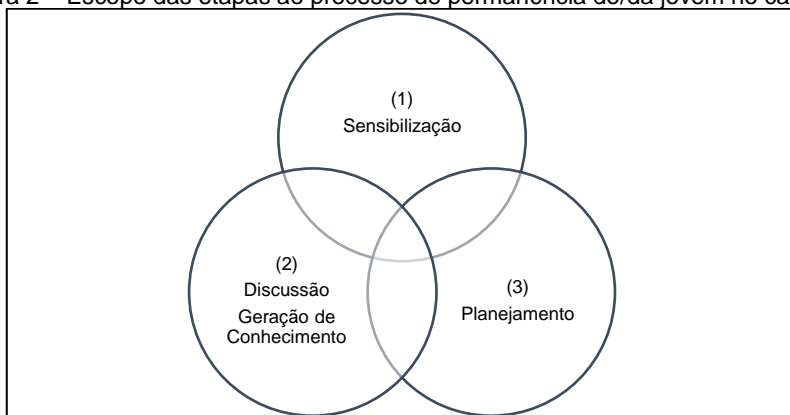 2 – Escopo das etapas ao processo de permanência do/da jovem no
(1)
Sensibilização
(2)
Discussão
Geração de
Conhecimento
(3)
Planejamento